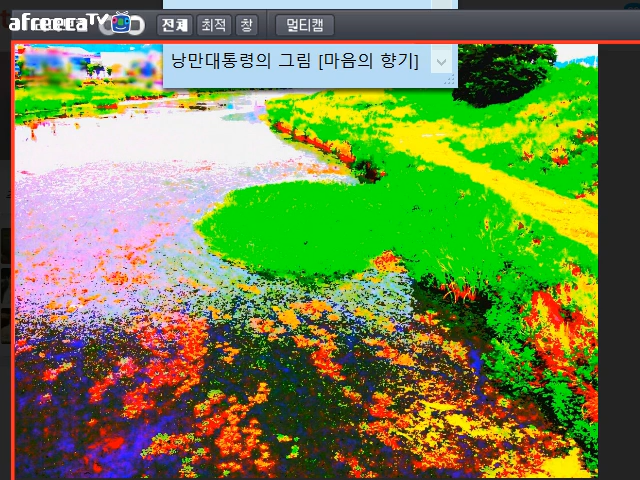 afreecaTV 전체 최적 창 멀티캡
낭만대통령의 그림 [마음의 향기]